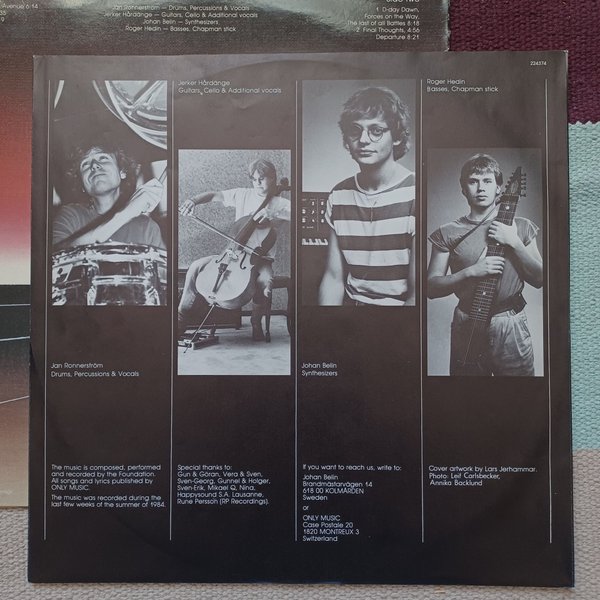 Avenue 6:14
Jan Ronnerström — Drums, Percussions & Vocals
Jerker Hårdänge — Guitars, Cello & Additional vocals
Johan Belin — Synthesizers
Roger Hedin — Basses, Chapman stick
Side Two
1 D-day Dawn,
Forces on the Way,
The last of all Battles 8:18
2 Final Thoughts, 4:56
Departure 8:21
224374
Jerker Hårdänge
Guitars, Cello & Additional vocals
Roger Hedin
Basses, Chapman stick
Jan Ronnerström
Drums, Percussions & Vocals
Johan Belin
Synthesizers
The music is composed, performed
and recorded by the Foundation.
All songs and lyrics published by
ONLY MUSIC.
The music was recorded during the
last few weeks of the summer of 1984.
Special thanks to:
Gun & Göran, Vera & Sven,
Sven-Georg, Gunnel & Holger,
Sven-Erik, Mikael Q, Nina,
Happysound S.A. Lausanne,
Rune Persson (RP Recordings).
If you want to reach us, write to:
Johan Belin
Brandmästarvägen 14
618 00 KOLMÅRDEN
Sweden
or
ONLY MUSIC
Case Postale 20
1820 MONTREUX 3
Switzerland
Cover artwork by Lars Jerhammar.
Photo: Leif Carlsbecker,
Annika Backlund